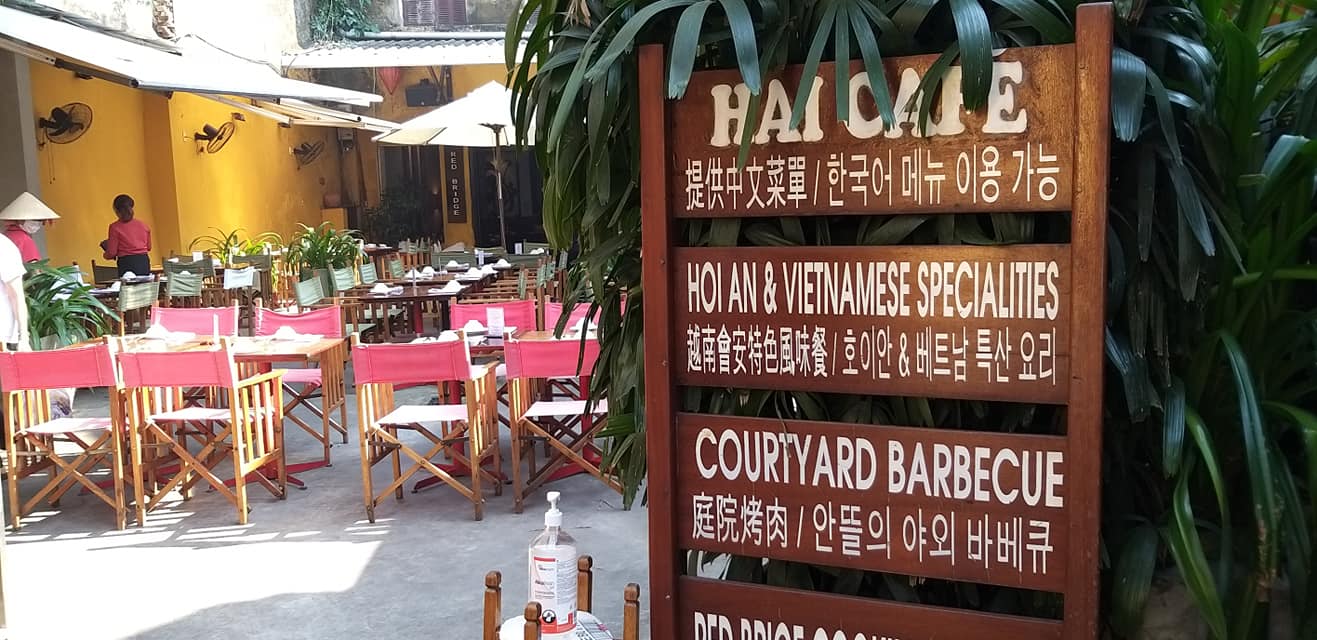 HAI CAFE
提供中文菜單 / 한국어 메뉴 이용 가능
HOI AN & VIETNAMESE SPECIALITIES
越南會安特色風味餐 / 호이안 & 베트남 특산 요리
COURTYARD BARBECUE
庭院烤肉 / 안뜰의 야외 바베큐
RED BRIDGE